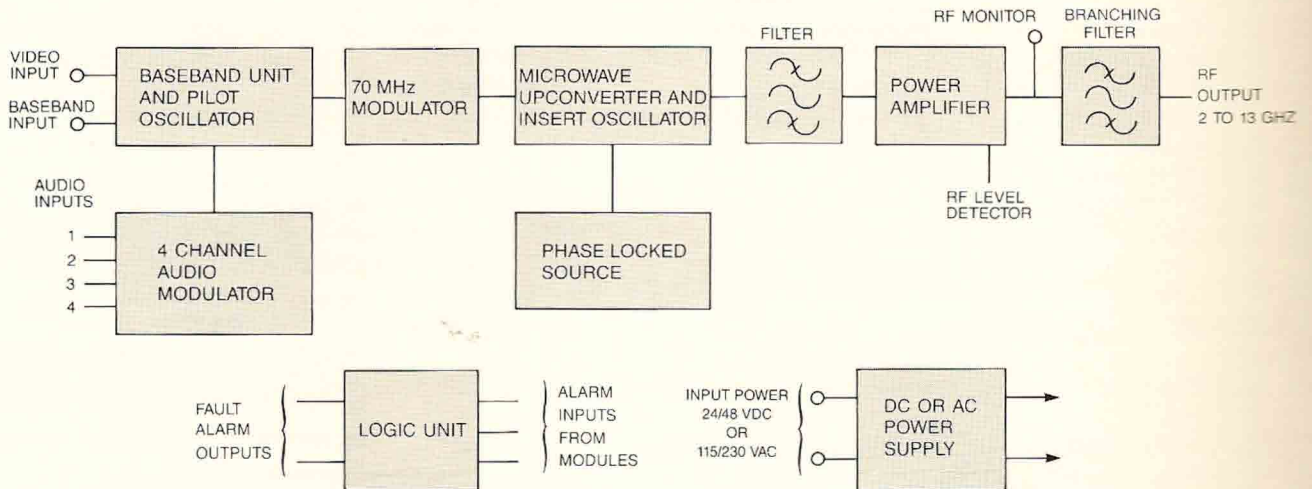 RF MONITOR
BRANCHING
FILTER
FILTER
VIDEO
INPUT
BASEBAND
INPUT
BASEBAND UNIT
AND PILOT
OSCILLATOR
70 MHz
MODULATOR
MICROWAVE
UPCONVERTER AND
INSERT OSCILLATOR
POWER
AMPLIFIER
RF
OUTPUT
2 TO 13 GHZ
RF LEVEL
DETECTOR
AUDIO
INPUTS
1
2
3
4
4 CHANNEL
AUDIO
MODULATOR
PHASE LOCKED
SOURCE
FAULT
ALARM
OUTPUTS
LOGIC UNIT
ALARM
INPUTS
FROM
MODULES
INPUT POWER
24/48 VDC
OR
115/230 VAC
DC OR AC
POWER
SUPPLY